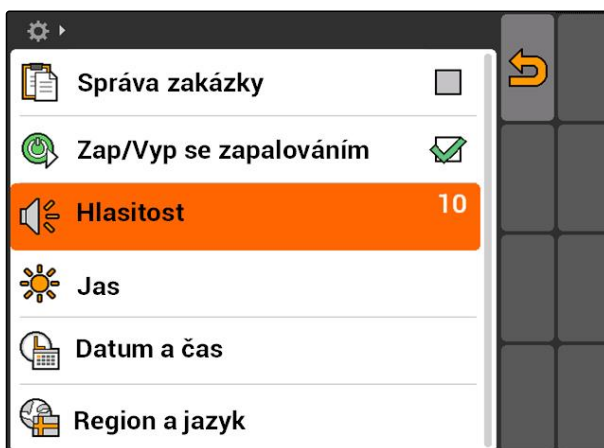 Správa zakázky
Zap/Vyp se zapalováním
Hlasitost 10
Jas
Datum a čas
Region a jazyk